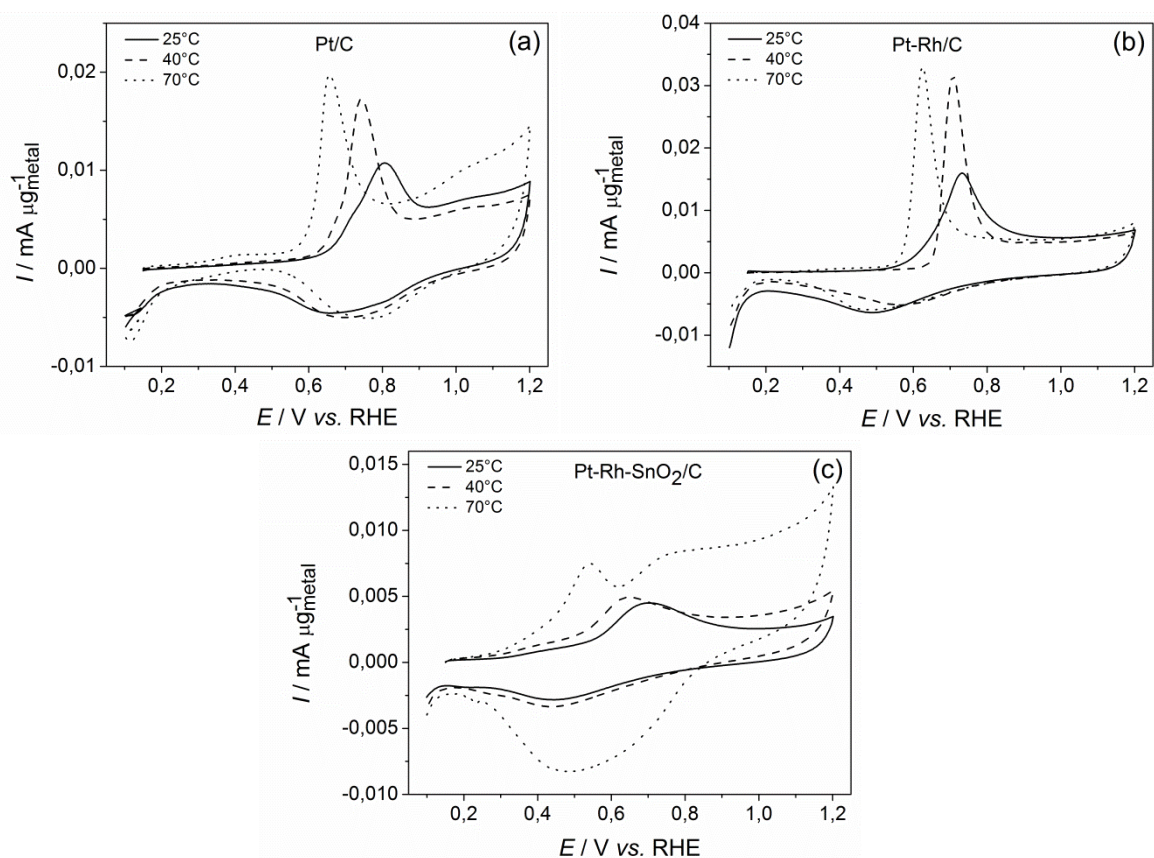 Pt/C
(a)
25°C
40°C
70°C
0,02
0,01
0,00
-0,01
I / mA μg⁻¹metal
0,2 0,4 0,6 0,8 1,0 1,2
E / V vs. RHE
Pt-Rh/C
(b)
25°C
40°C
70°C
0,04
0,03
0,02
0,01
0,00
-0,01
I / mA μg⁻¹metal
0,2 0,4 0,6 0,8 1,0 1,2
E / V vs. RHE
Pt-Rh-SnO₂/C
(c)
25°C
40°C
70°C
0,015
0,010
0,005
0,000
-0,005
-0,010
I / mA μg⁻¹metal
0,2 0,4 0,6 0,8 1,0 1,2
E / V vs. RHE